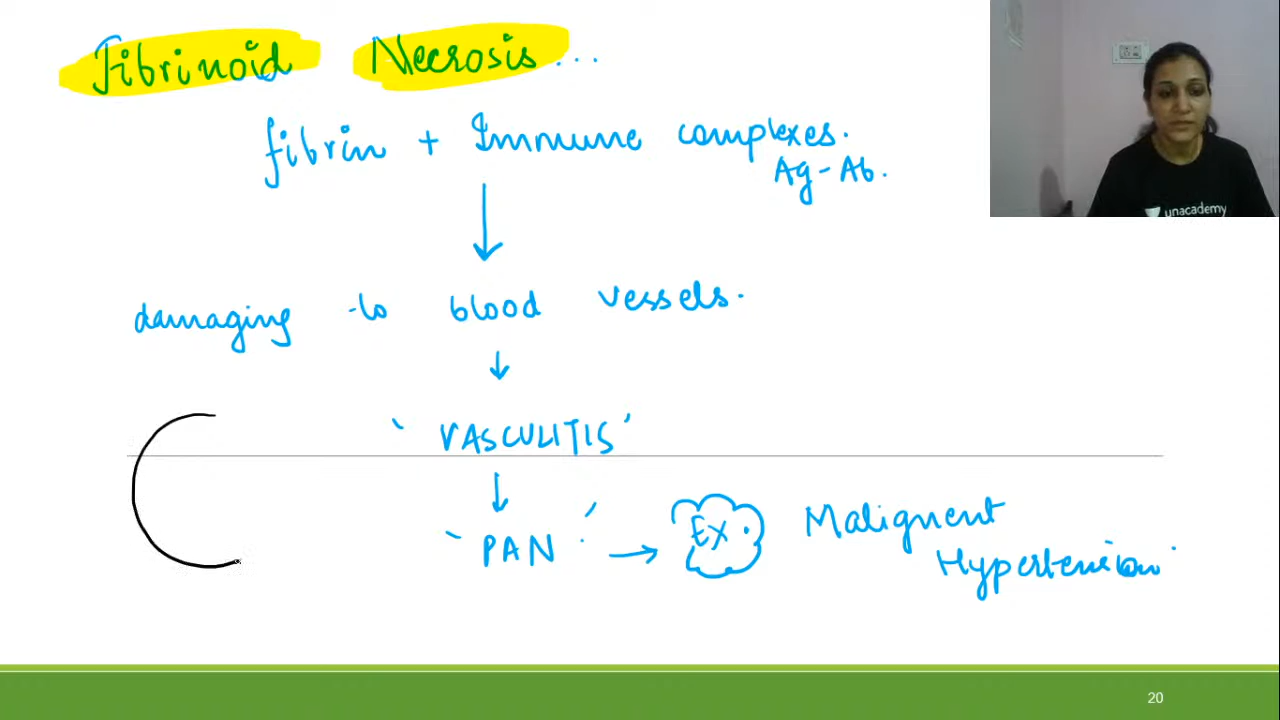 Fibrinoid Necrosis...
fibrin + Immune complexes.
Ag-Ab.
unacademy
damaging to blood vessels.
' VASCULITIS '
' PAN ' → EX. Malignent
Hypertension
20